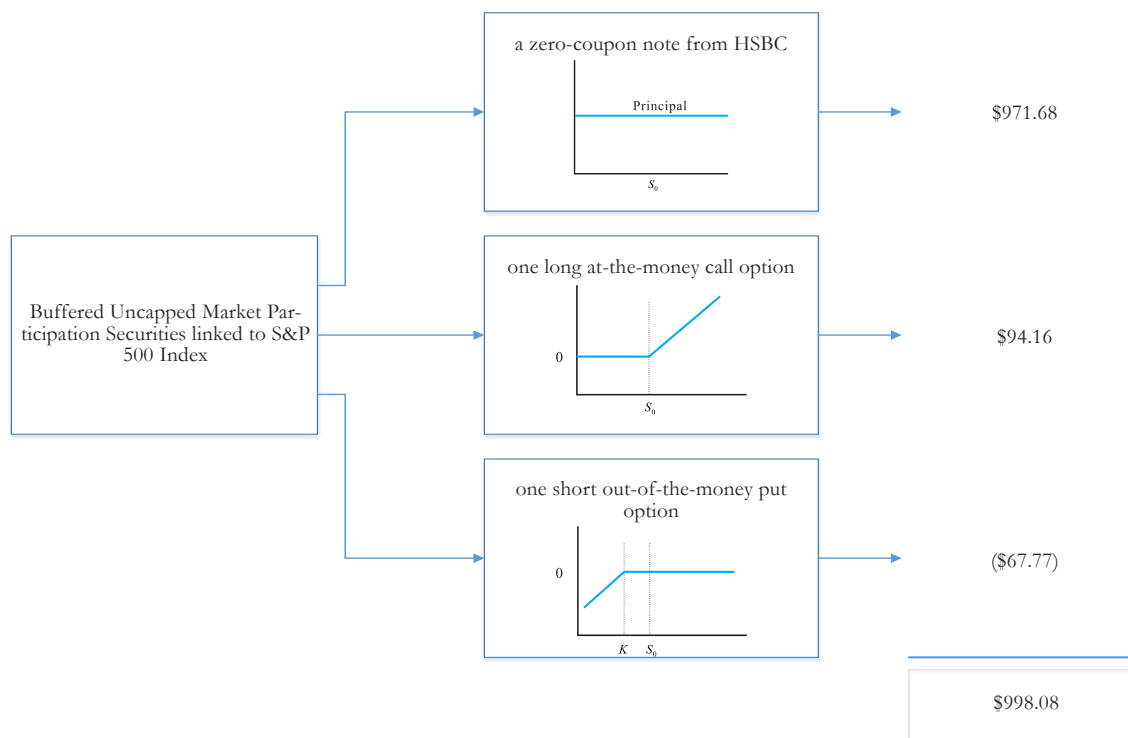 a zero-coupon note from HSBC
Principal
S₀
$971.68
Buffered Uncapped Market Par-
ticipation Securities linked to S&P
500 Index
one long at-the-money call option
0
S₀
$94.16
one short out-of-the-money put
option
0
K S₀
($67.77)
$998.08